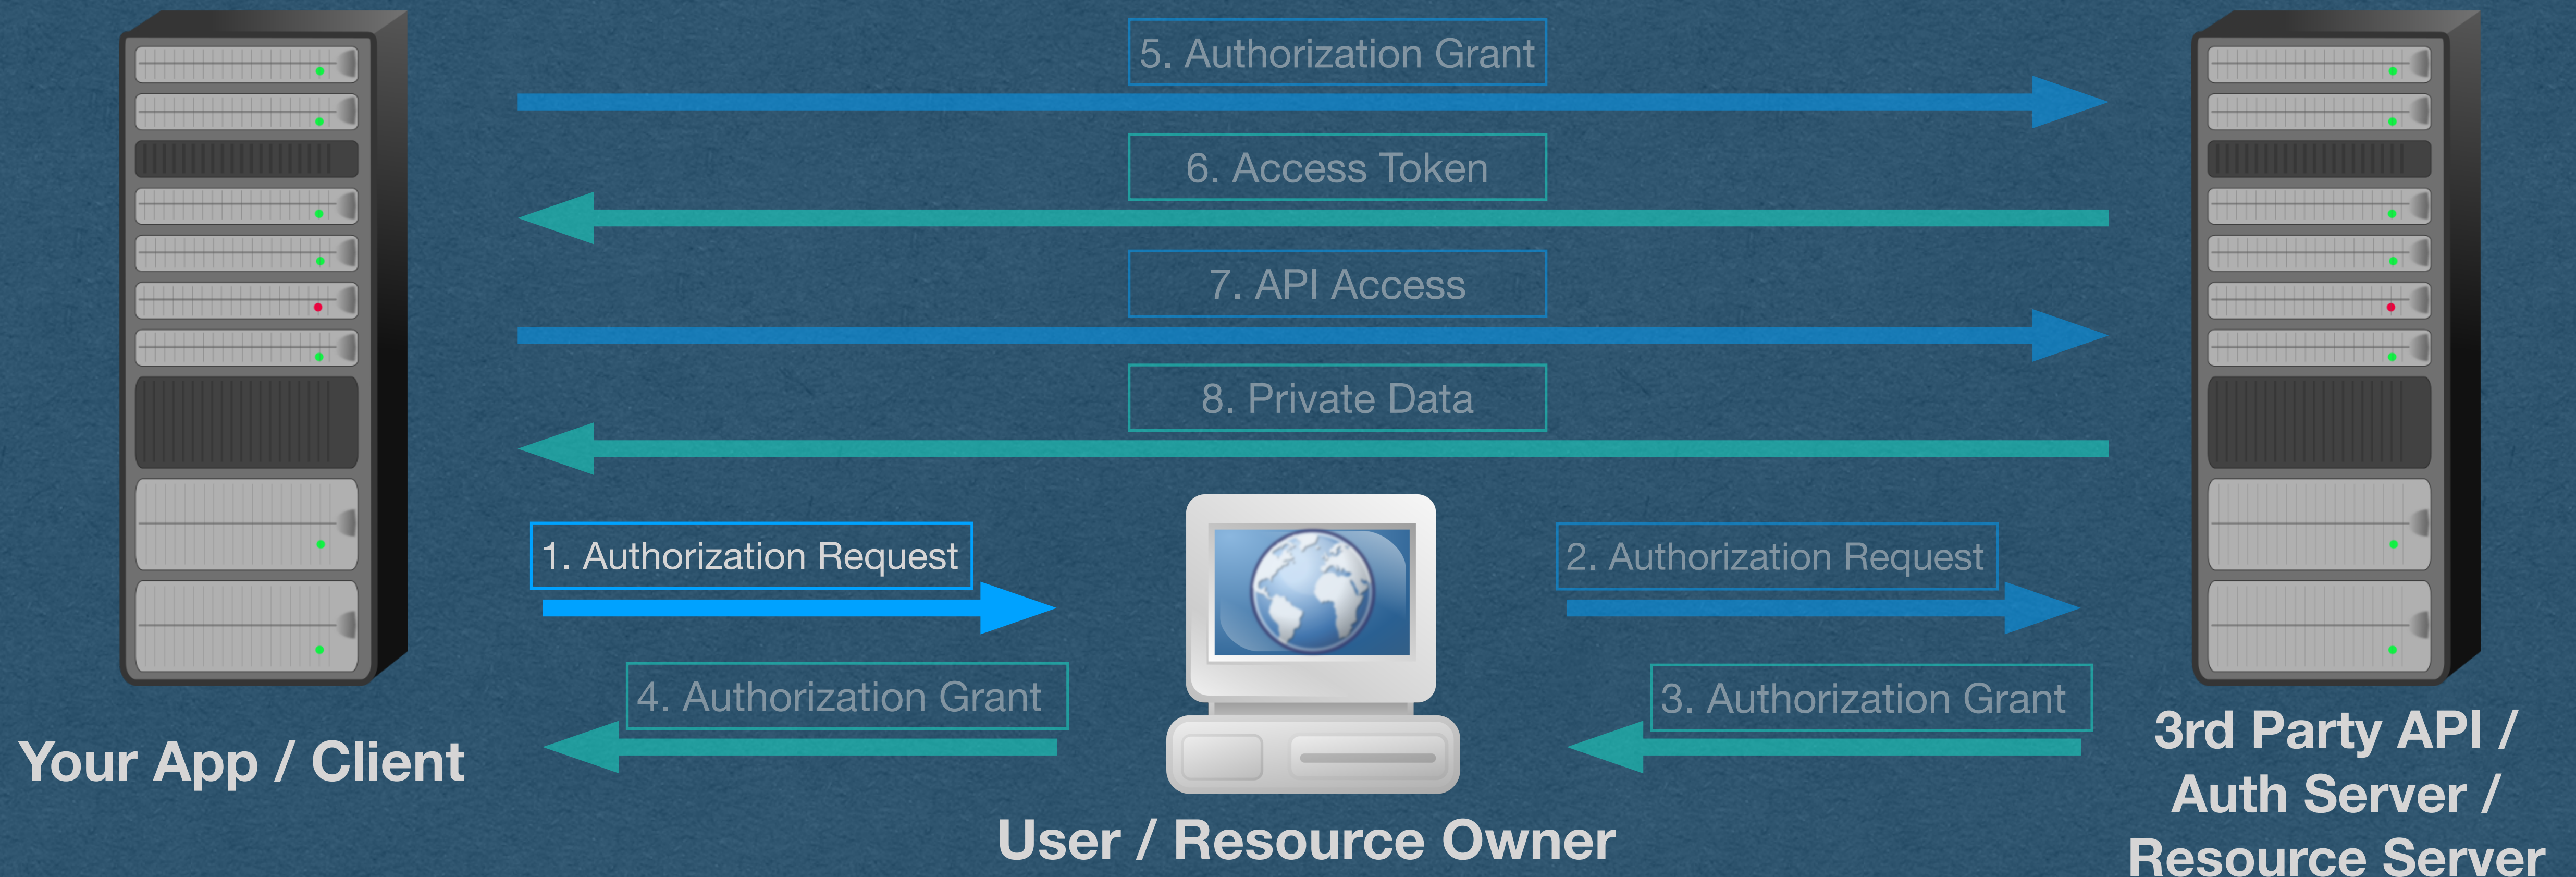 5. Authorization Grant
6. Access Token
7. API Access
8. Private Data
1. Authorization Request
2. Authorization Request
4. Authorization Grant
3. Authorization Grant
Your App / Client
User / Resource Owner
3rd Party API /
Auth Server /
Resource Server